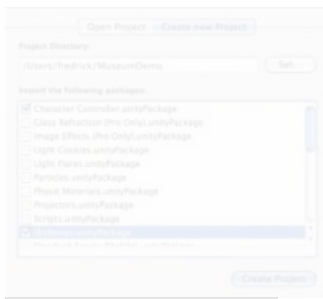 Open Project Create new Project
Project Directory:
/Users/fredrick/MuseumDemo
Set...
Import the following packages:
Character Controller.unityPackage
Glass Refraction (Pro Only).unityPackage
Image Effects (Pro Only).unityPackage
Light Cookies.unityPackage
Light Flares.unityPackage
Particles.unityPackage
Physic Materials.unityPackage
Projectors.unityPackage
Scripts.unityPackage
Skyboxes.unityPackage
Create Project